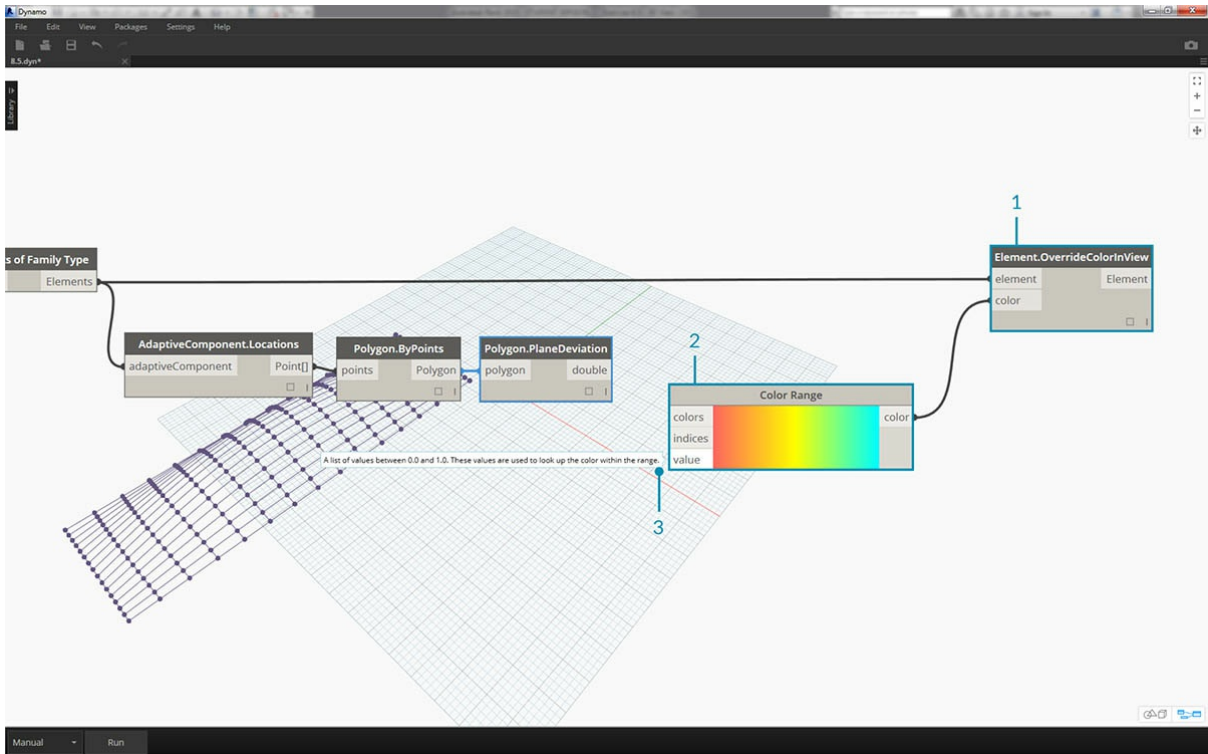 Dynamo
File Edit View Packages Settings Help
8.5.dyn*
Library
1
s of Family Type
Elements
Element.OverrideColorInView
element Element
color
AdaptiveComponent.Locations
adaptiveComponent Point[]
Polygon.ByPoints
points Polygon
Polygon.PlaneDeviation
polygon double
2
Color Range
colors color
indices
value
A list of values between 0.0 and 1.0. These values are used to look up the color within the range.
3
Manual Run